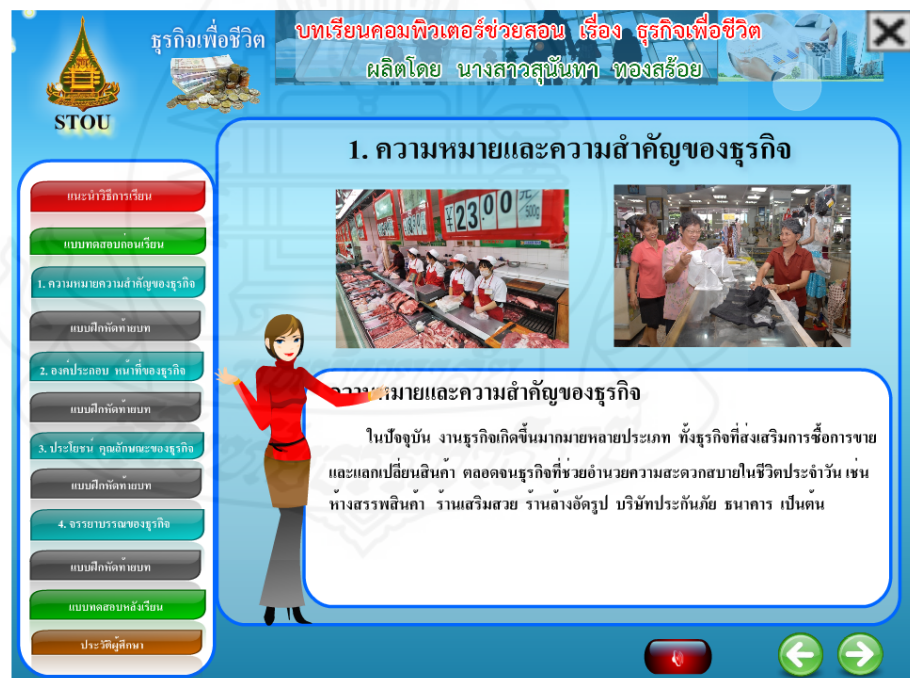 ธุรกิจเพื่อชีวิต
บทเรียนคอมพิวเตอร์ช่วยสอน เรื่อง ธุรกิจเพื่อชีวิต
ผลิตโดย นางสาวสุนันทา ทองสร้อย
STOU
1. ความหมายและความสำคัญของธุรกิจ
¥23.00 元/500g
แนะนำวิธีการเรียน
แบบทดสอบก่อนเรียน
1. ความหมายความสำคัญของธุรกิจ
แบบฝึกหัดท้ายบท
2. องค์ประกอบ หน้าที่ของธุรกิจ
แบบฝึกหัดท้ายบท
3. ประโยชน์ คุณลักษณะของธุรกิจ
แบบฝึกหัดท้ายบท
4. จรรยาบรรณของธุรกิจ
แบบฝึกหัดท้ายบท
แบบทดสอบหลังเรียน
ประวัติผู้ศึกษา
ความหมายและความสำคัญของธุรกิจ
ในปัจจุบัน งานธุรกิจเกิดขึ้นมากมายหลายประเภท ทั้งธุรกิจที่ส่งเสริมการซื้อการขาย
และแลกเปลี่ยนสินค้า ตลอดจนธุรกิจที่ช่วยอำนวยความสะดวกสบายในชีวิตประจำวัน เช่น
ห้างสรรพสินค้า ร้านเสริมสวย ร้านล้างอัดรูป บริษัทประกันภัย ธนาคาร เป็นต้น